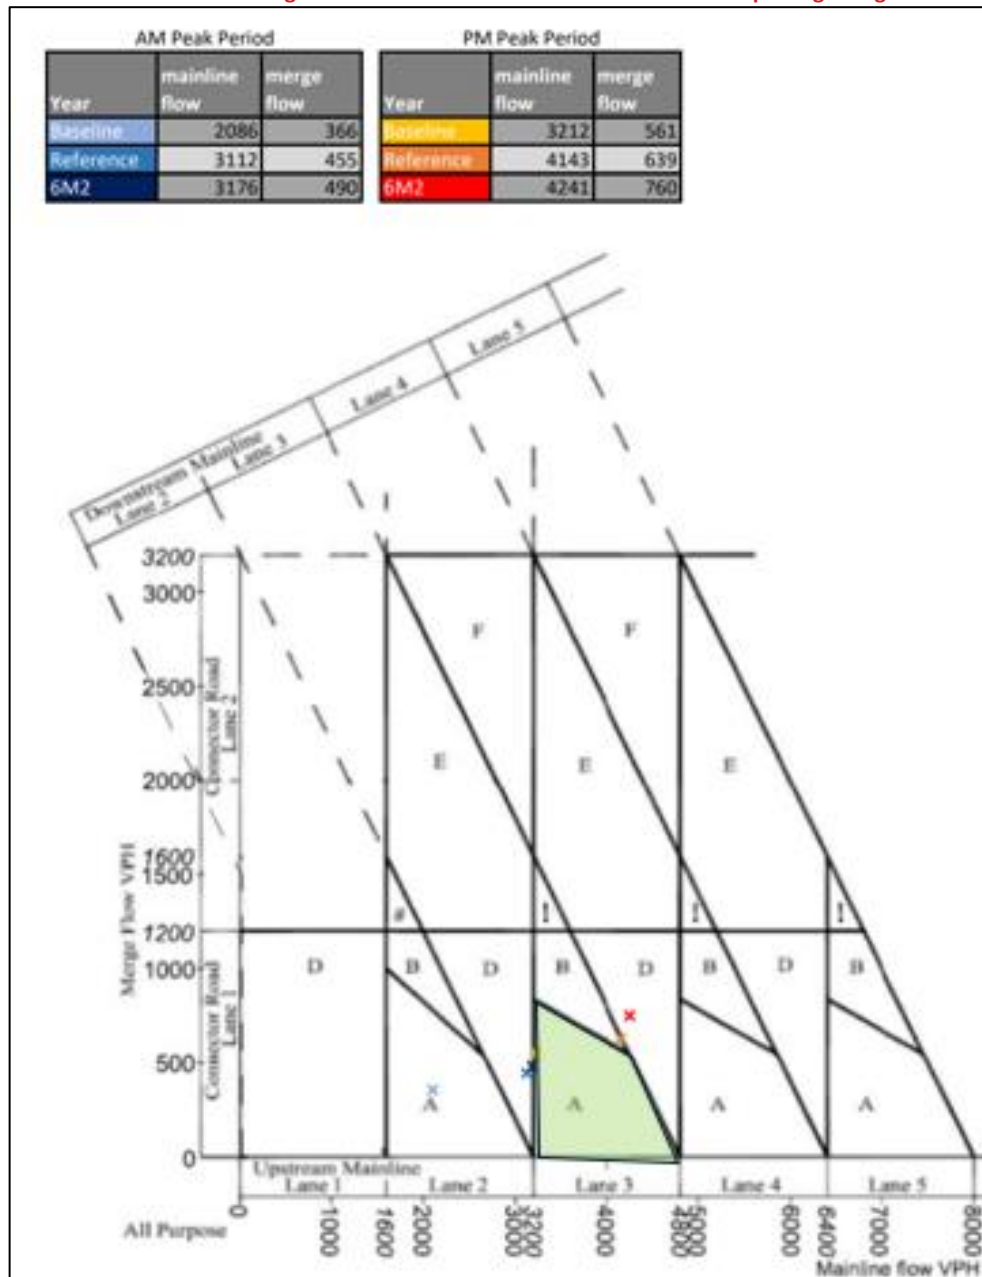 AM Peak Period
Year mainline flow merge flow
Baseline 2086 366
Reference 3112 455
6M2 3176 490
PM Peak Period
Year mainline flow merge flow
Baseline 3212 561
Reference 4143 639
6M2 4241 760
Lane 5
Lane 4
Downstream Mainline
Lane 3
Lane 2
3200
3000
F F
2500
Connector Road
Lane 2
E E E
2000
Merge Flow VPH
1600
1500
# ! ! !
1200
1000
D B D B D B D B
Connector Road
Lane 1
500
A A A A
0
Upstream Mainline
Lane 1 Lane 2 Lane 3 Lane 4 Lane 5
All Purpose
0 1000 1600 2000 3000 3200 4000 4800 5000 6000 6400 7000 8000
Mainline flow VPH